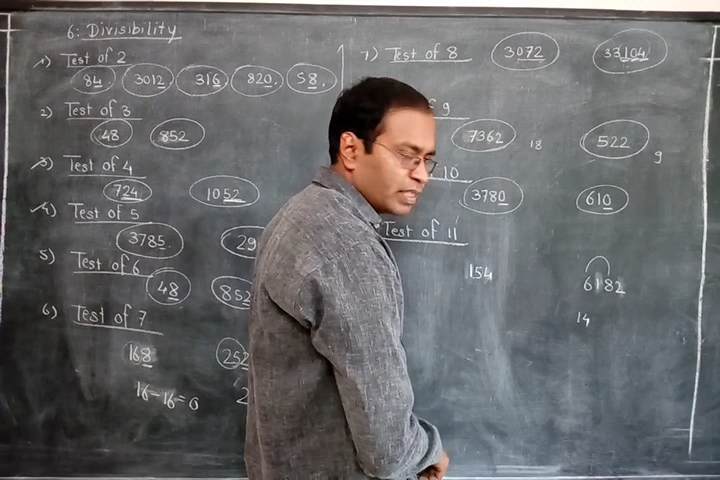 6: Divisibility
1) Test of 2
84 3012 316 820. 58.
2) Test of 3
48 852
3) Test of 4
724 1052
4) Test of 5
3785. 29
5) Test of 6
48 852
6) Test of 7
168 252
16-16=0 2
7) Test of 8 3072 33104
f 9
7362 18 522 9
10
3780 610
Test of 11
154 6182
14